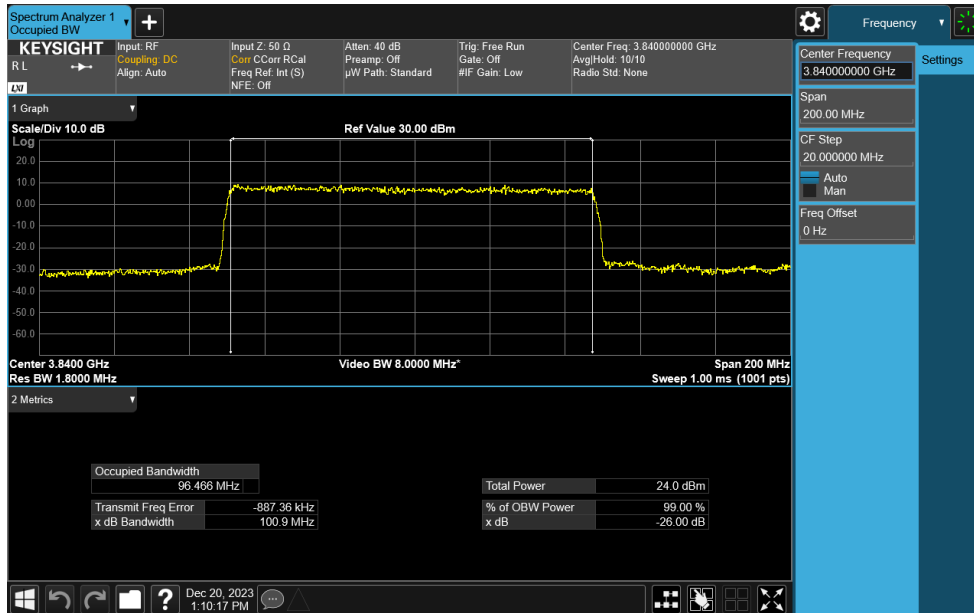 Spectrum Analyzer 1
Occupied BW
Frequency
KEYSIGHT
R L
LXI
Input: RF
Coupling: DC
Align: Auto
Input Z: 50 Ω
Corr CCorr RCal
Freq Ref: Int (S)
NFE: Off
Atten: 40 dB
Preamp: Off
µW Path: Standard
Trig: Free Run
Gate: Off
#IF Gain: Low
Center Freq: 3.840000000 GHz
Avg|Hold: 10/10
Radio Std: None
Center Frequency
3.840000000 GHz
Settings
Span
200.00 MHz
CF Step
20.000000 MHz
Auto
Man
Freq Offset
0 Hz
1 Graph
Scale/Div 10.0 dB
Ref Value 30.00 dBm
Log
20.0
10.0
0.00
-10.0
-20.0
-30.0
-40.0
-50.0
-60.0
Center 3.8400 GHz
Video BW 8.0000 MHz*
Span 200 MHz
Res BW 1.8000 MHz
Sweep 1.00 ms (1001 pts)
2 Metrics
Occupied Bandwidth
96.466 MHz
Transmit Freq Error -887.36 kHz
x dB Bandwidth 100.9 MHz
Total Power 24.0 dBm
% of OBW Power 99.00 %
x dB -26.00 dB
?
Dec 20, 2023
1:10:17 PM